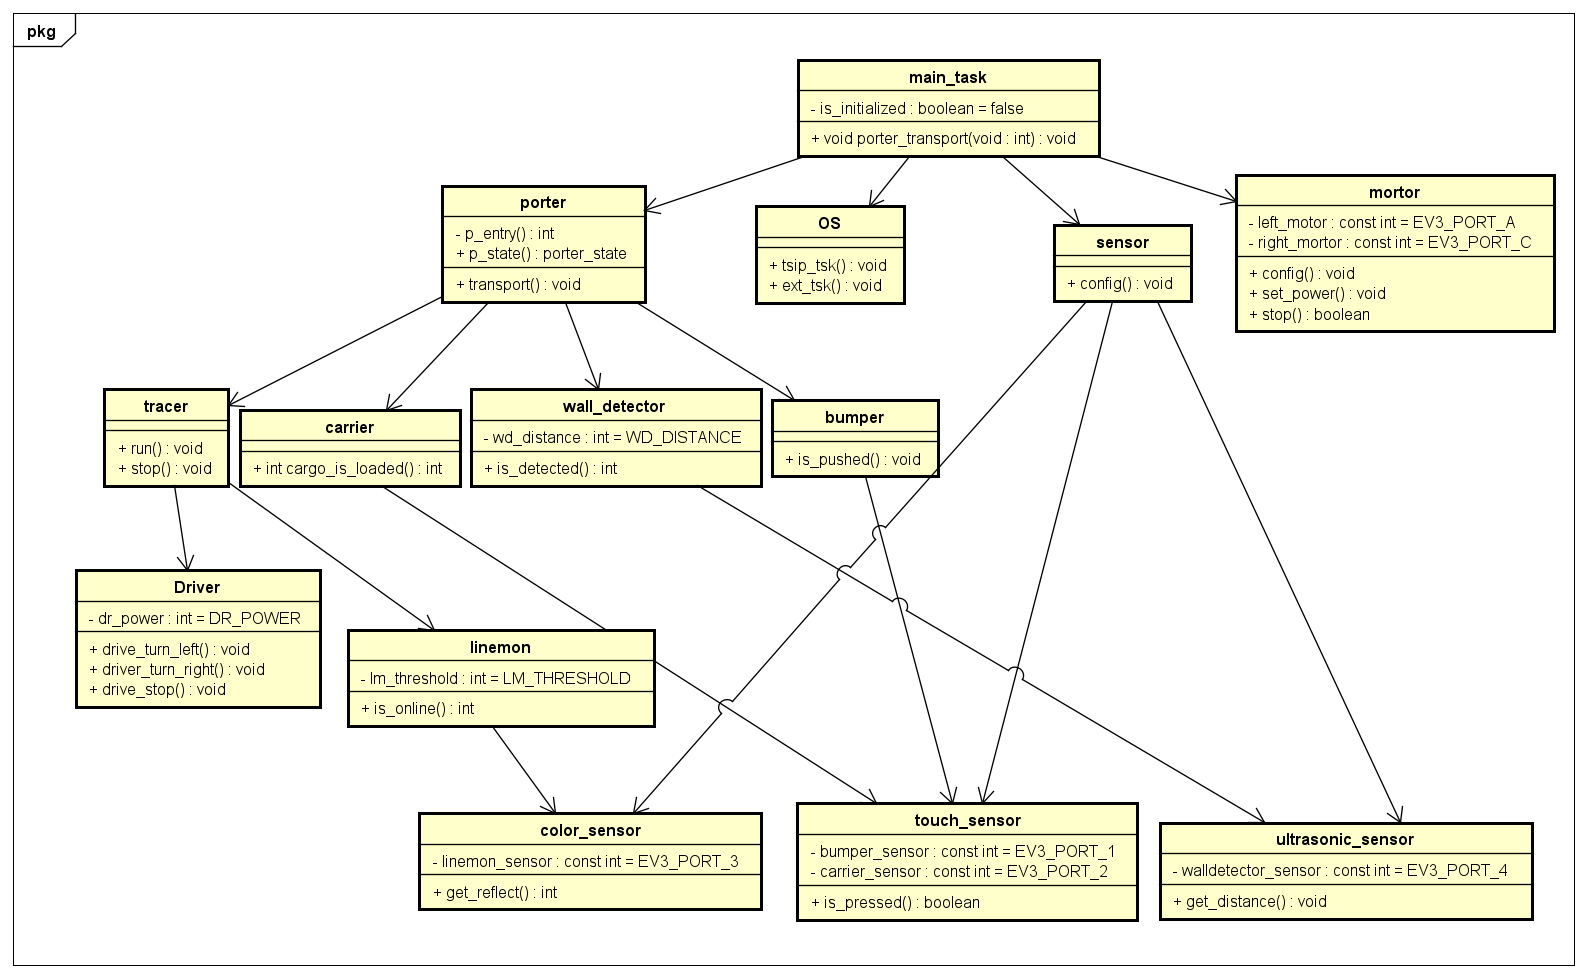 pkg
main_task
- is_initialized : boolean = false
+ void porter_transport(void : int) : void
porter
- p_entry() : int
+ p_state() : porter_state
+ transport() : void
OS
+ tsip_tsk() : void
+ ext_tsk() : void
sensor
+ config() : void
mortor
- left_motor : const int = EV3_PORT_A
- right_mortor : const int = EV3_PORT_C
+ config() : void
+ set_power() : void
+ stop() : boolean
tracer
+ run() : void
+ stop() : void
carrier
+ int cargo_is_loaded() : int
wall_detector
- wd_distance : int = WD_DISTANCE
+ is_detected() : int
bumper
+ is_pushed() : void
Driver
- dr_power : int = DR_POWER
+ drive_turn_left() : void
+ driver_turn_right() : void
+ drive_stop() : void
linemon
- lm_threshold : int = LM_THRESHOLD
+ is_online() : int
color_sensor
- linemon_sensor : const int = EV3_PORT_3
+ get_reflect() : int
touch_sensor
- bumper_sensor : const int = EV3_PORT_1
- carrier_sensor : const int = EV3_PORT_2
+ is_pressed() : boolean
ultrasonic_sensor
- walldetector_sensor : const int = EV3_PORT_4
+ get_distance() : void